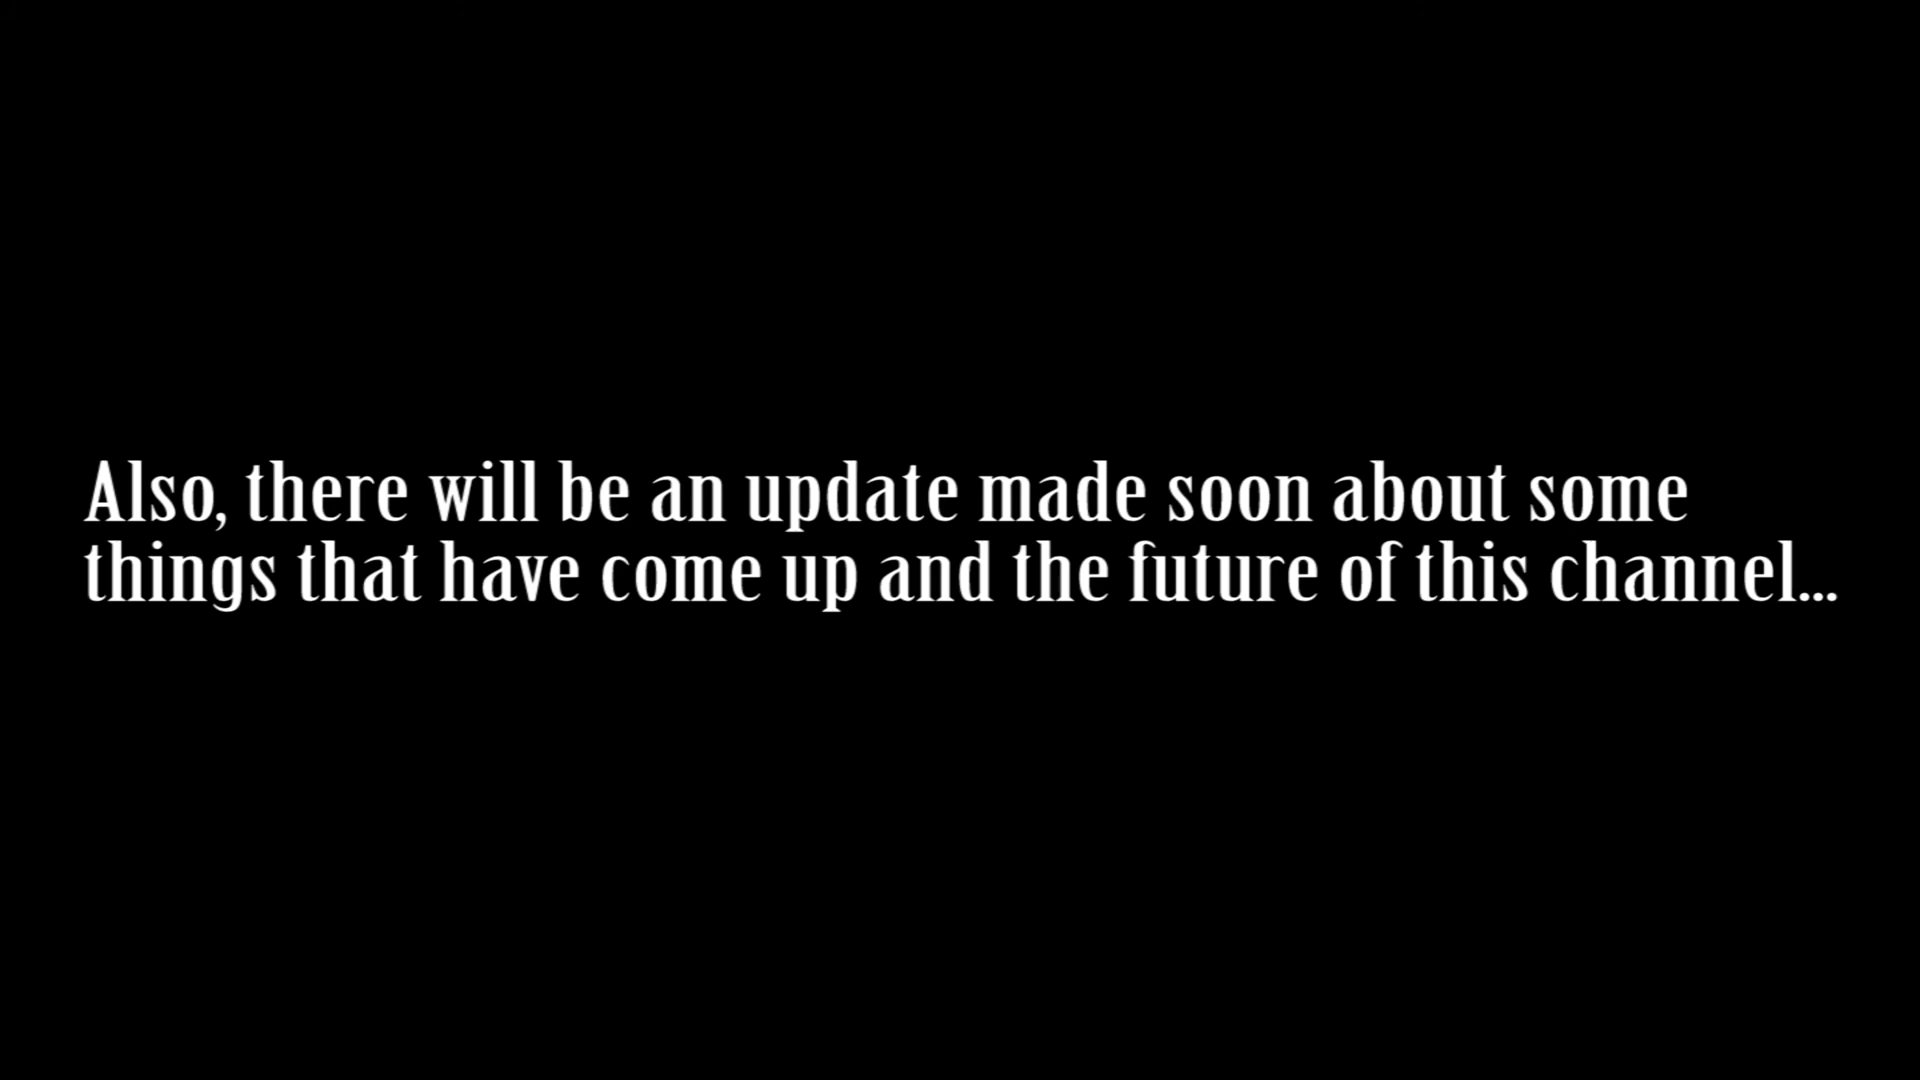 Also, there will be an update made soon about some
things that have come up and the future of this channel...